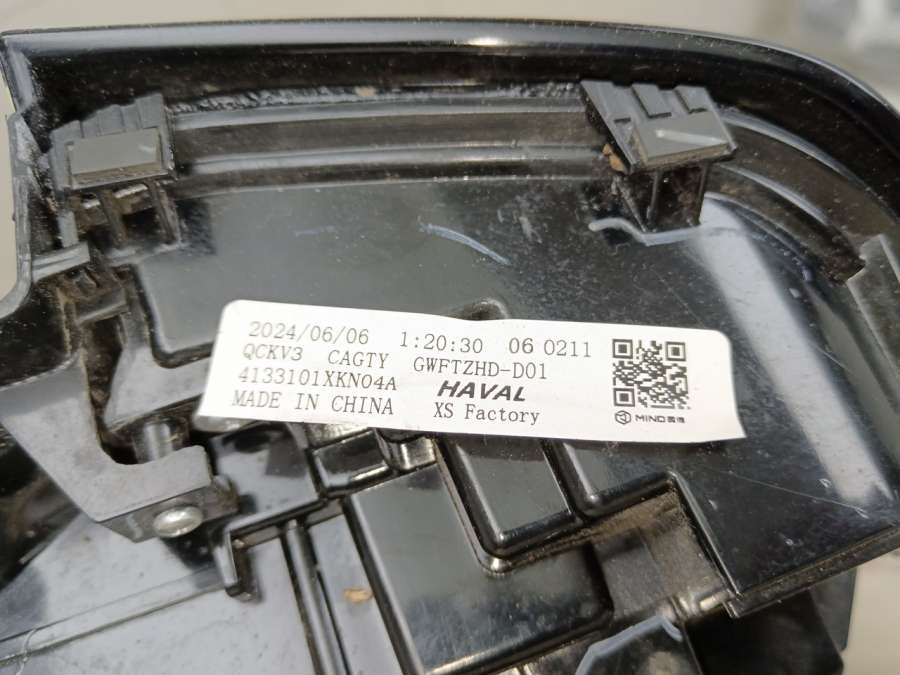 2024/06/06 1:20:30 06 0211
QCKV3 CAGTY GWFTZHD-D01
4133101XKN04A HAVAL
MADE IN CHINA XS Factory
MIND